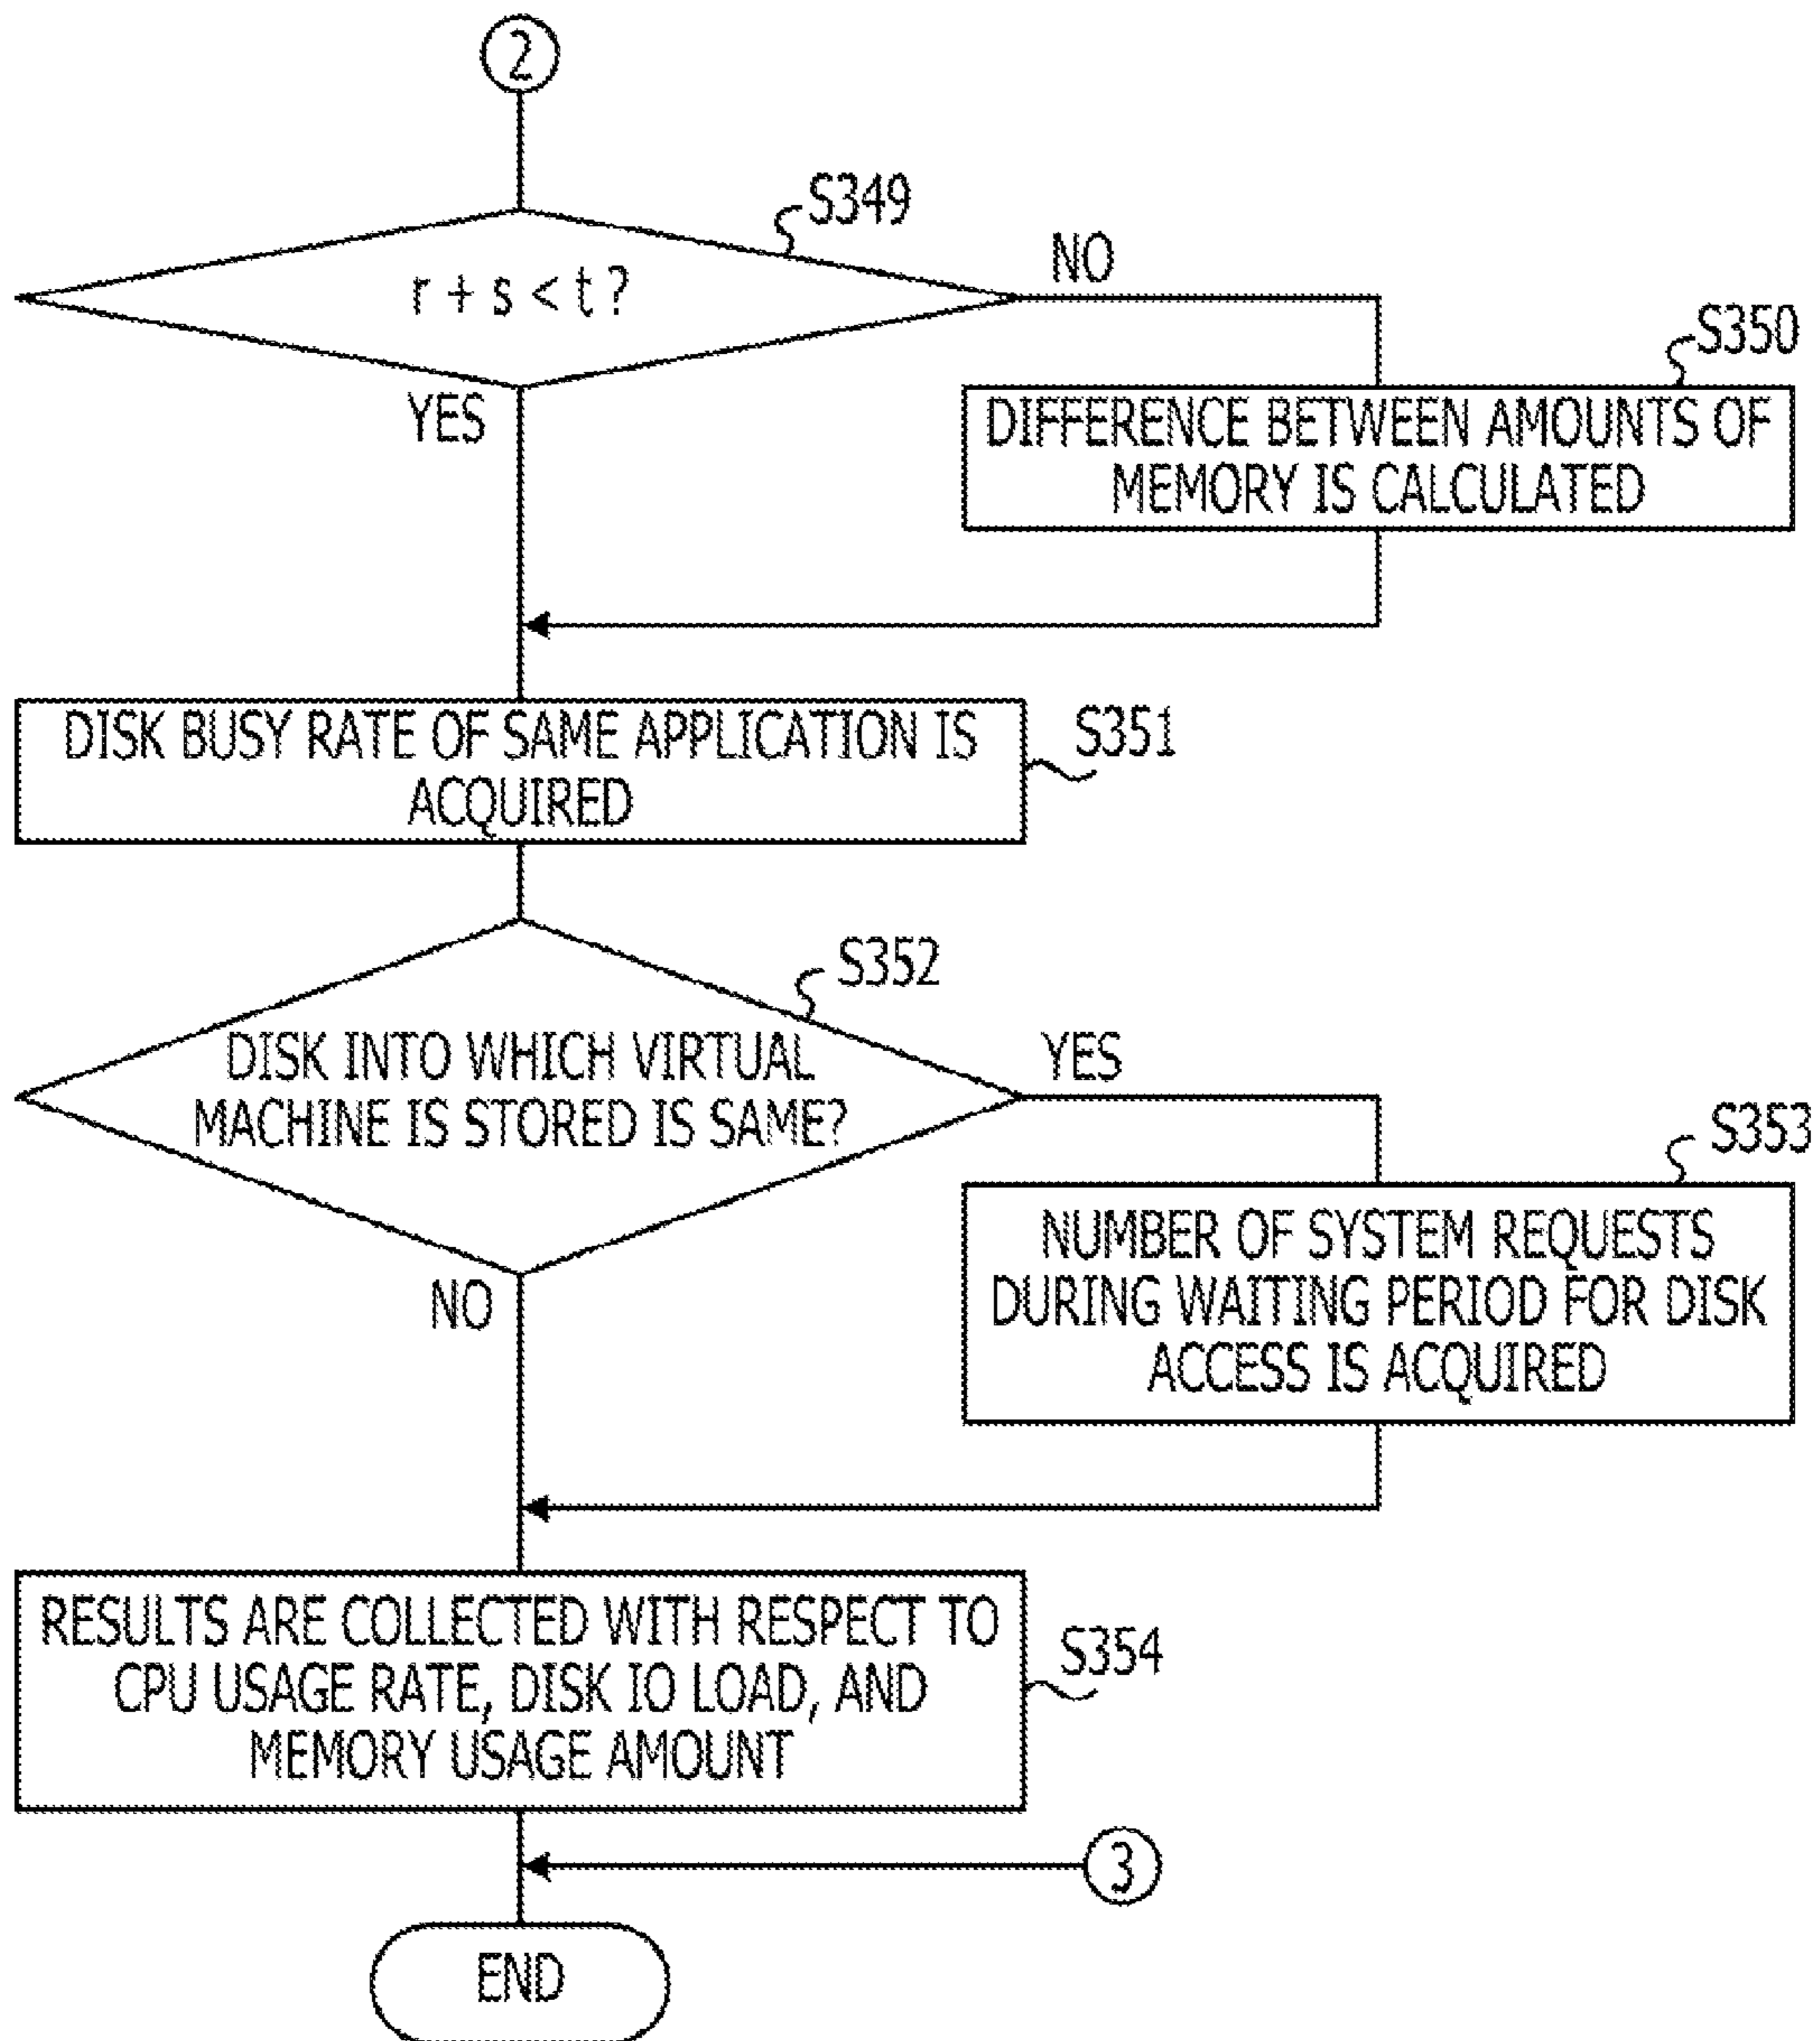 2
S349
r + s < t ?
NO
YES
S350
DIFFERENCE BETWEEN AMOUNTS OF
MEMORY IS CALCULATED
DISK BUSY RATE OF SAME APPLICATION IS
ACQUIRED
S351
S352
DISK INTO WHICH VIRTUAL
MACHINE IS STORED IS SAME?
YES
NO
S353
NUMBER OF SYSTEM REQUESTS
DURING WAITING PERIOD FOR DISK
ACCESS IS ACQUIRED
RESULTS ARE COLLECTED WITH RESPECT TO
CPU USAGE RATE, DISK IO LOAD, AND
MEMORY USAGE AMOUNT
S354
3
END